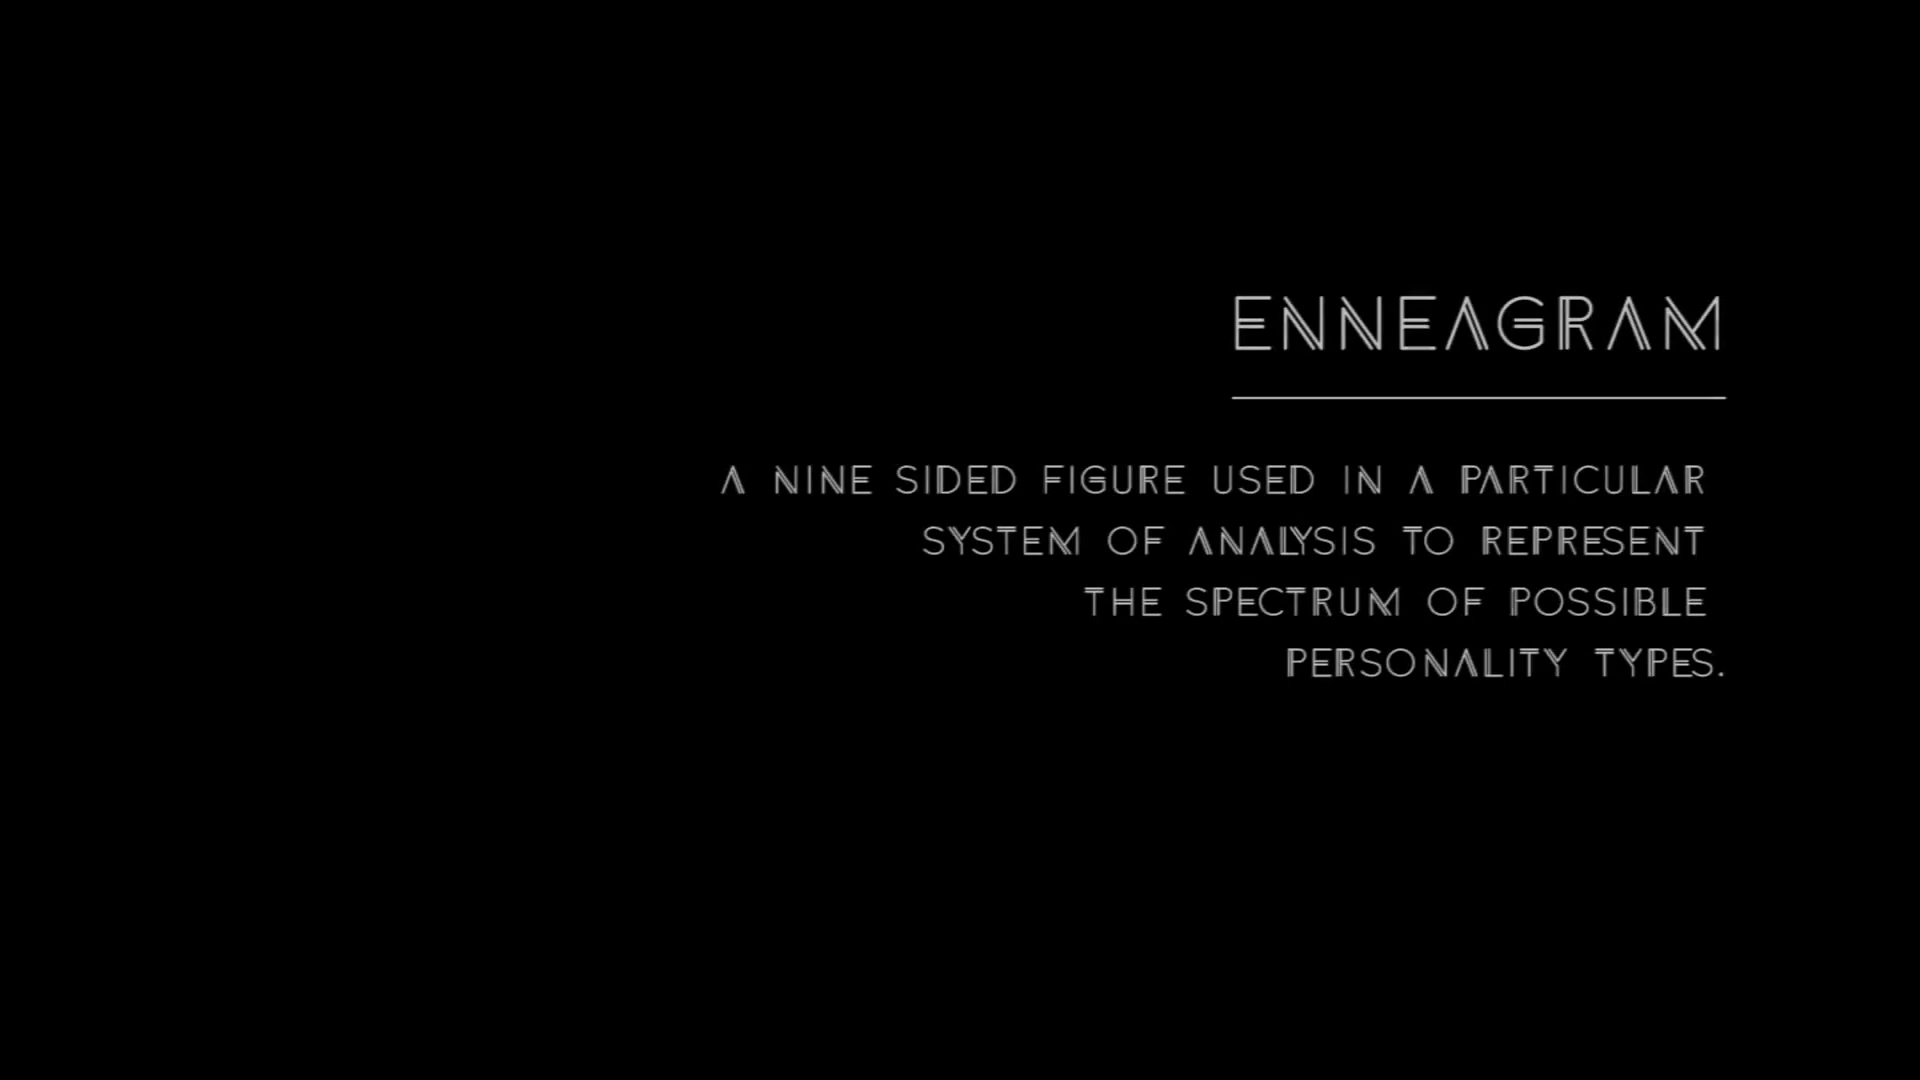 ENNEAGRAM
A NINE SIDED FIGURE USED IN A PARTICULAR
SYSTEM OF ANALYSIS TO REPRESENT
THE SPECTRUM OF POSSIBLE
PERSONALITY TYPES.